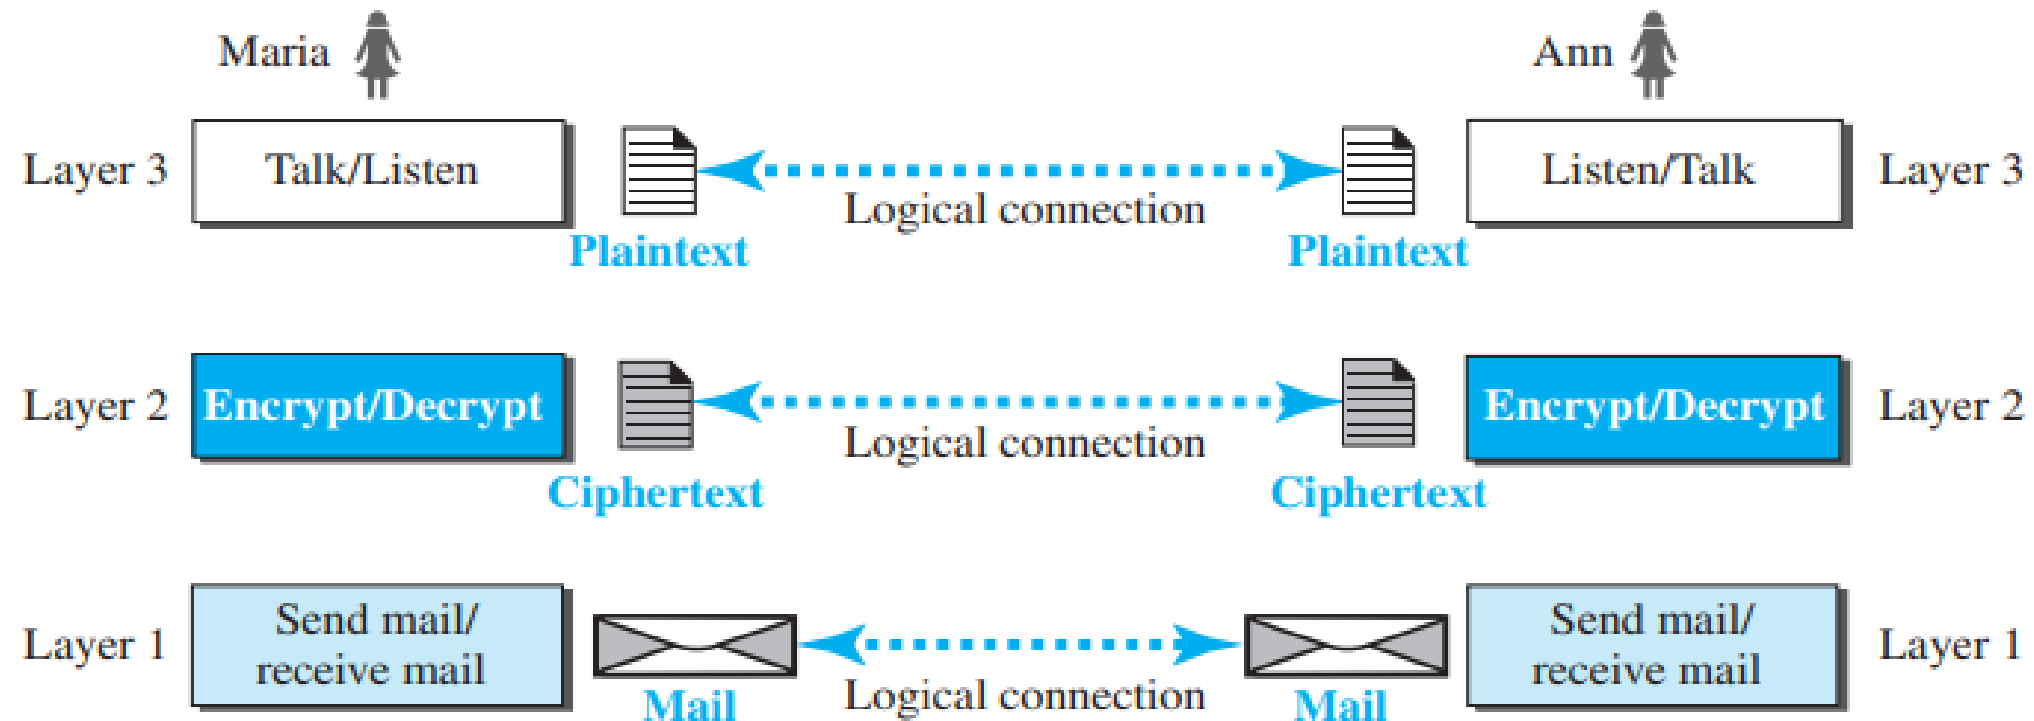 Maria
Ann
Layer 3
Talk/Listen
Logical connection
Listen/Talk
Layer 3
Plaintext
Plaintext
Layer 2
Encrypt/Decrypt
Logical connection
Encrypt/Decrypt
Layer 2
Ciphertext
Ciphertext
Layer 1
Send mail/
receive mail
Logical connection
Send mail/
receive mail
Layer 1
Mail
Mail